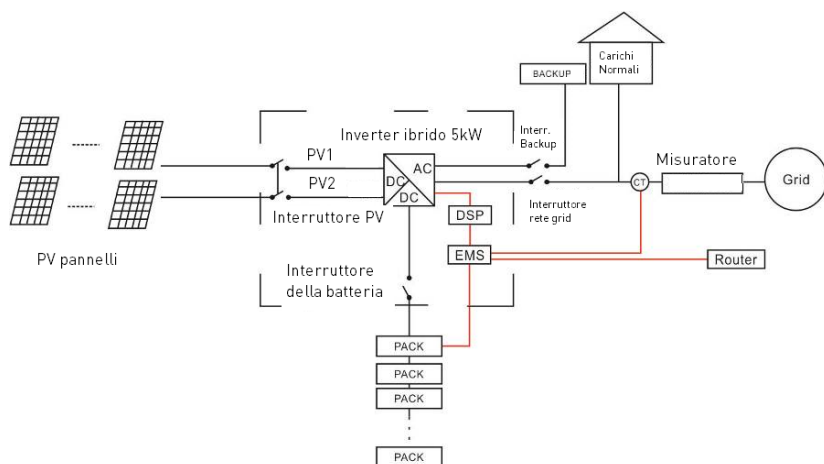 BACKUP
Carichi
Normali
Inverter ibrido 5kW
Interr.
Backup
PV1
PV2
AC
DC
DC
Interruttore PV
DSP
EMS
Interruttore
rete grid
CT
Misuratore
Grid
Router
PV pannelli
Interruttore
della batteria
PACK
PACK
PACK
PACK